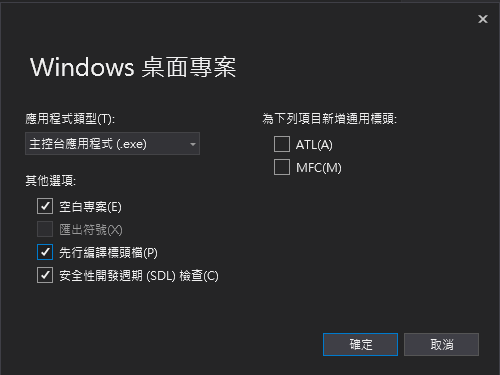 Windows 桌面專案
應用程式類型(T):
主控台應用程式 (.exe)
其他選項:
空白專案(E)
匯出符號(X)
先行編譯標頭檔(P)
安全性開發週期 (SDL) 檢查(C)
為下列項目新增通用標頭:
ATL(A)
MFC(M)
確定
取消